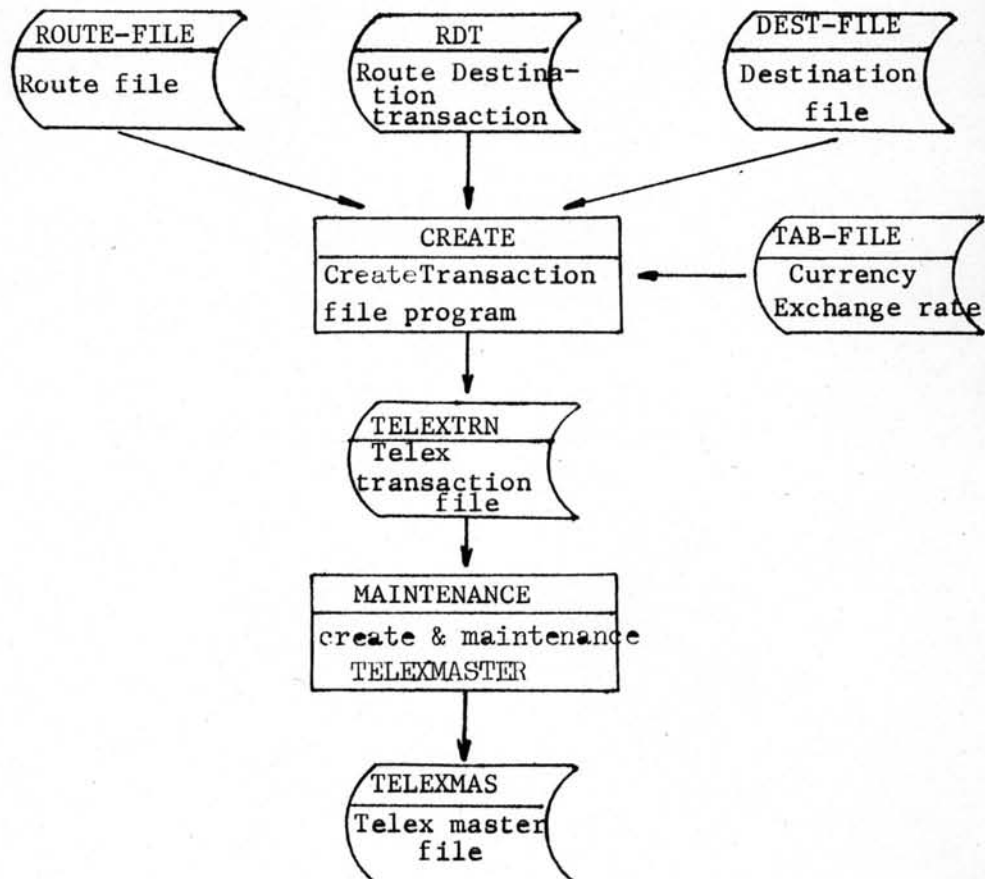 ROUTE-FILE
Route file
RDT
Route Destina-
tion
transaction
DEST-FILE
Destination
file
CREATE
CreateTransaction
file program
TAB-FILE
Currency
Exchange rate
TELEXTRN
Telex
transaction
file
MAINTENANCE
create & maintenance
TELEXMASTER
TELEXMAS
Telex master
file